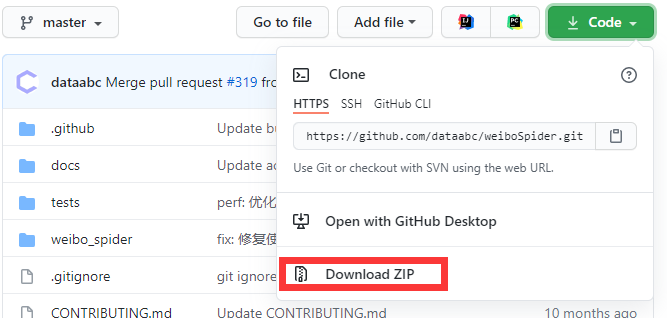 master Go to file Add file Code
dataabc Merge pull request #319 fro
Clone
HTTPS SSH GitHub CLI
https://github.com/dataabc/weiboSpider.git
Use Git or checkout with SVN using the web URL.
Open with GitHub Desktop
Download ZIP
.github Update bu
docs Update ac
tests perf: 优化
weibo_spider fix: 修复使
.gitignore git ignore
CONTRIBUTING.md Update CONTRIBUTING.md 10 months ago